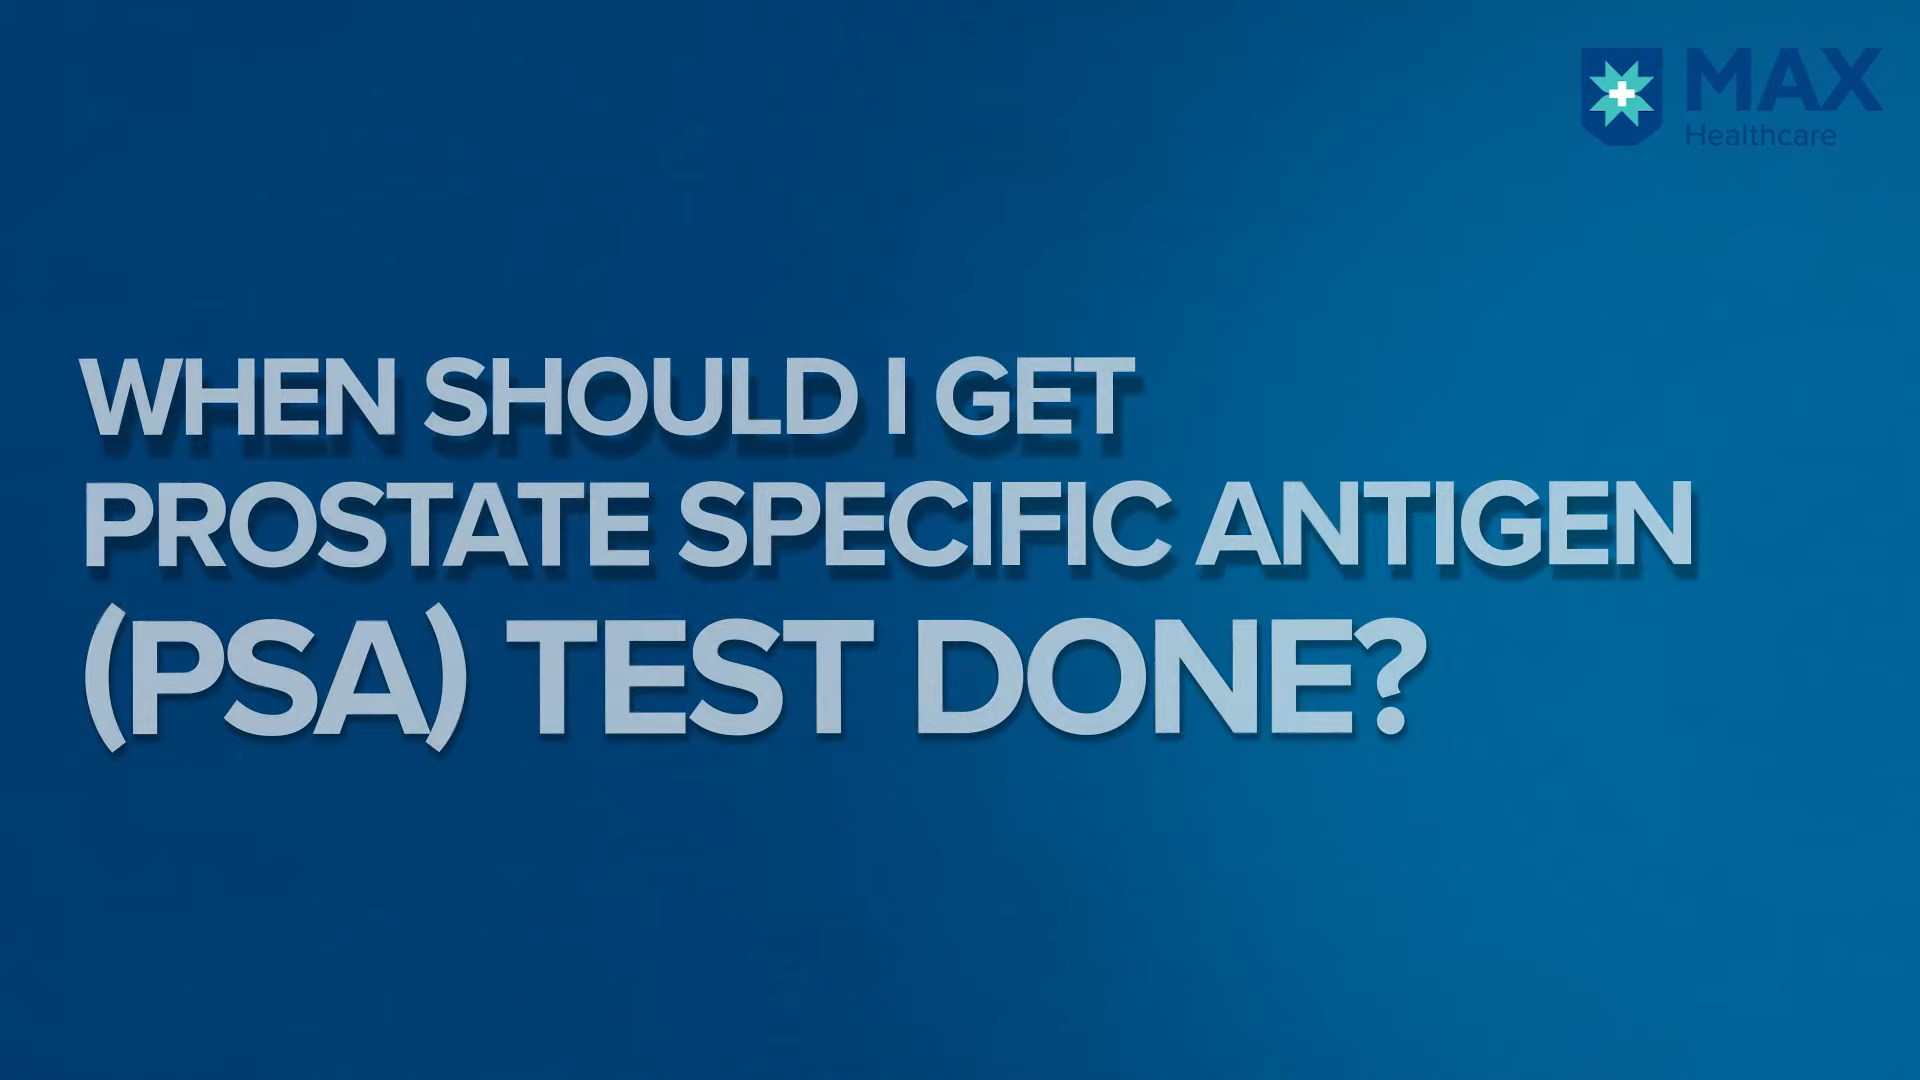 MAX
Healthcare
WHEN SHOULD I GET
PROSTATE SPECIFIC ANTIGEN
(PSA) TEST DONE?